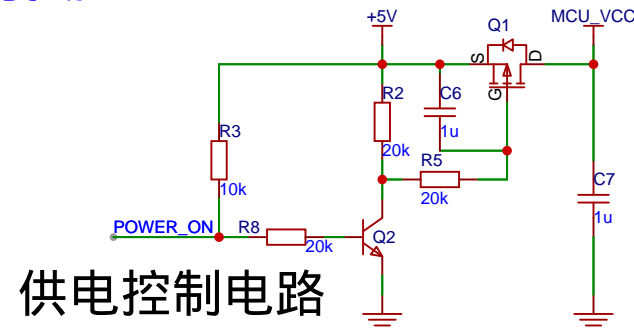 +5V
Q1
MCU_VCC
S
D
G
R2
C6
R3
20k
1u
R5
10k
20k
C7
1u
POWER_ON
R8
20k
Q2
供电控制电路